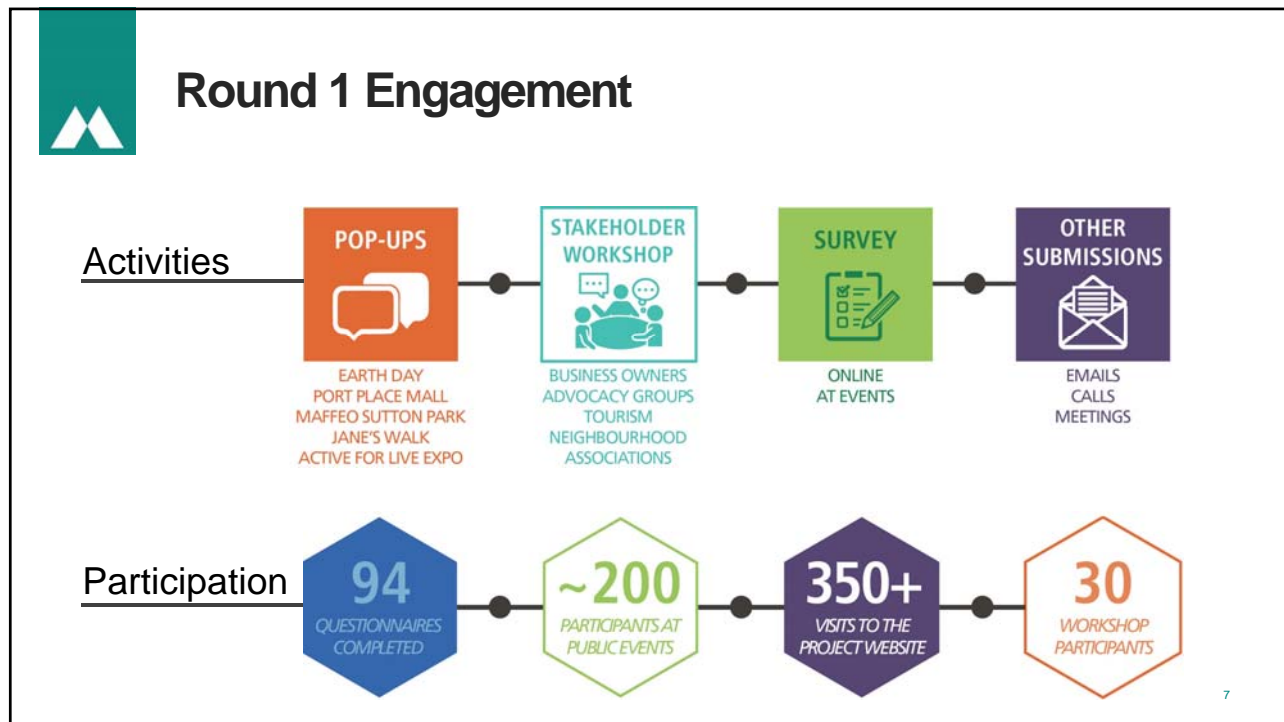 Round 1 Engagement
Activities
POP-UPS
EARTH DAY
PORT PLACE MALL
MAFFEO SUTTON PARK
JANE'S WALK
ACTIVE FOR LIVE EXPO
STAKEHOLDER
WORKSHOP
BUSINESS OWNERS
ADVOCACY GROUPS
TOURISM
NEIGHBOURHOOD
ASSOCIATIONS
SURVEY
ONLINE
AT EVENTS
OTHER
SUBMISSIONS
EMAILS
CALLS
MEETINGS
Participation
94
QUESTIONNAIRES
COMPLETED
~200
PARTICIPANTS AT
PUBLIC EVENTS
350+
VISITS TO THE
PROJECT WEBSITE
30
WORKSHOP
PARTICIPANTS
7